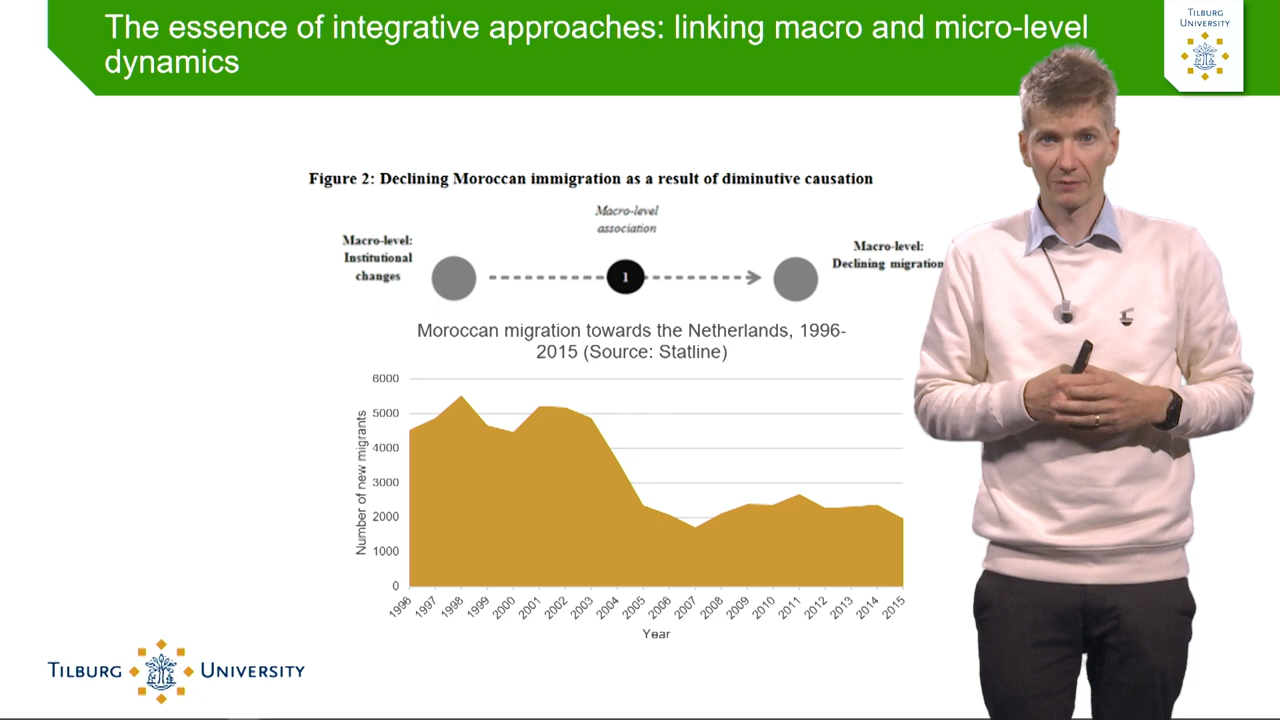 The essence of integrative approaches: linking macro and micro-level
dynamics
TILBURG
UNIVERSITY
Figure 2: Declining Moroccan immigration as a result of diminutive causation
Macro-level
association
Macro-level:
Institutional
changes
1
Macro-level:
Declining migration
Moroccan migration towards the Netherlands, 1996-
2015 (Source: Statline)
Number of new migrants
6000
5000
4000
3000
2000
1000
0
1996
1997
1998
1999
2000
2001
2002
2003
2004
2005
2006
2007
2008
2009
2010
2011
2012
2013
2014
2015
Year
TILBURG UNIVERSITY